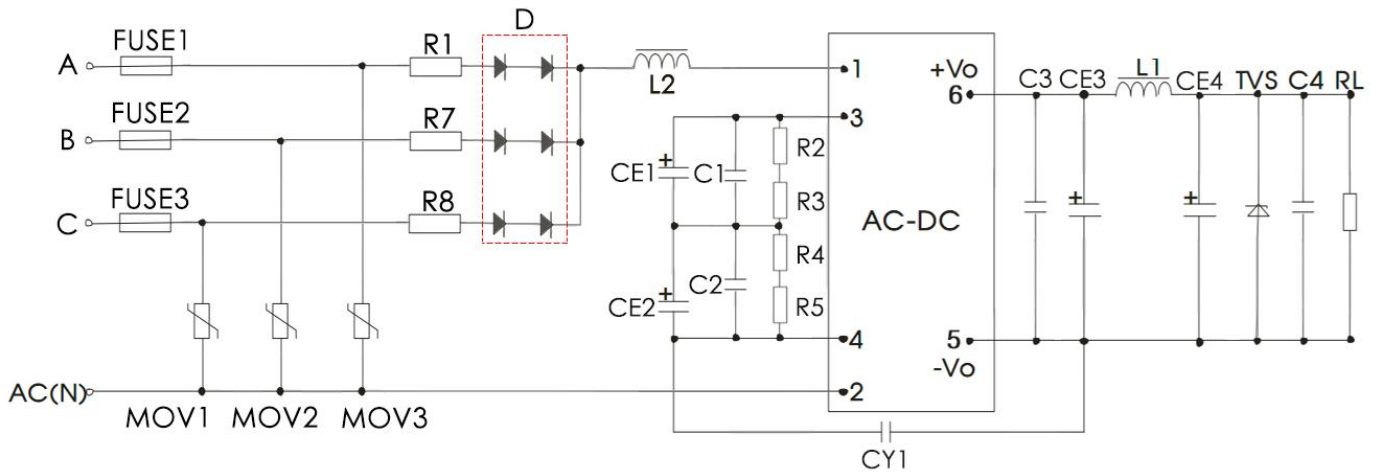 D
FUSE1
R1
A
L2
1
+Vo
6
C3
CE3
L1
CE4
TVS
C4
RL
FUSE2
R7
B
3
R2
CE1
C1
R3
FUSE3
R8
C
AC-DC
R4
C2
CE2
R5
4
5
-Vo
AC(N)
2
MOV1
MOV2
MOV3
CY1
+
+
+
+